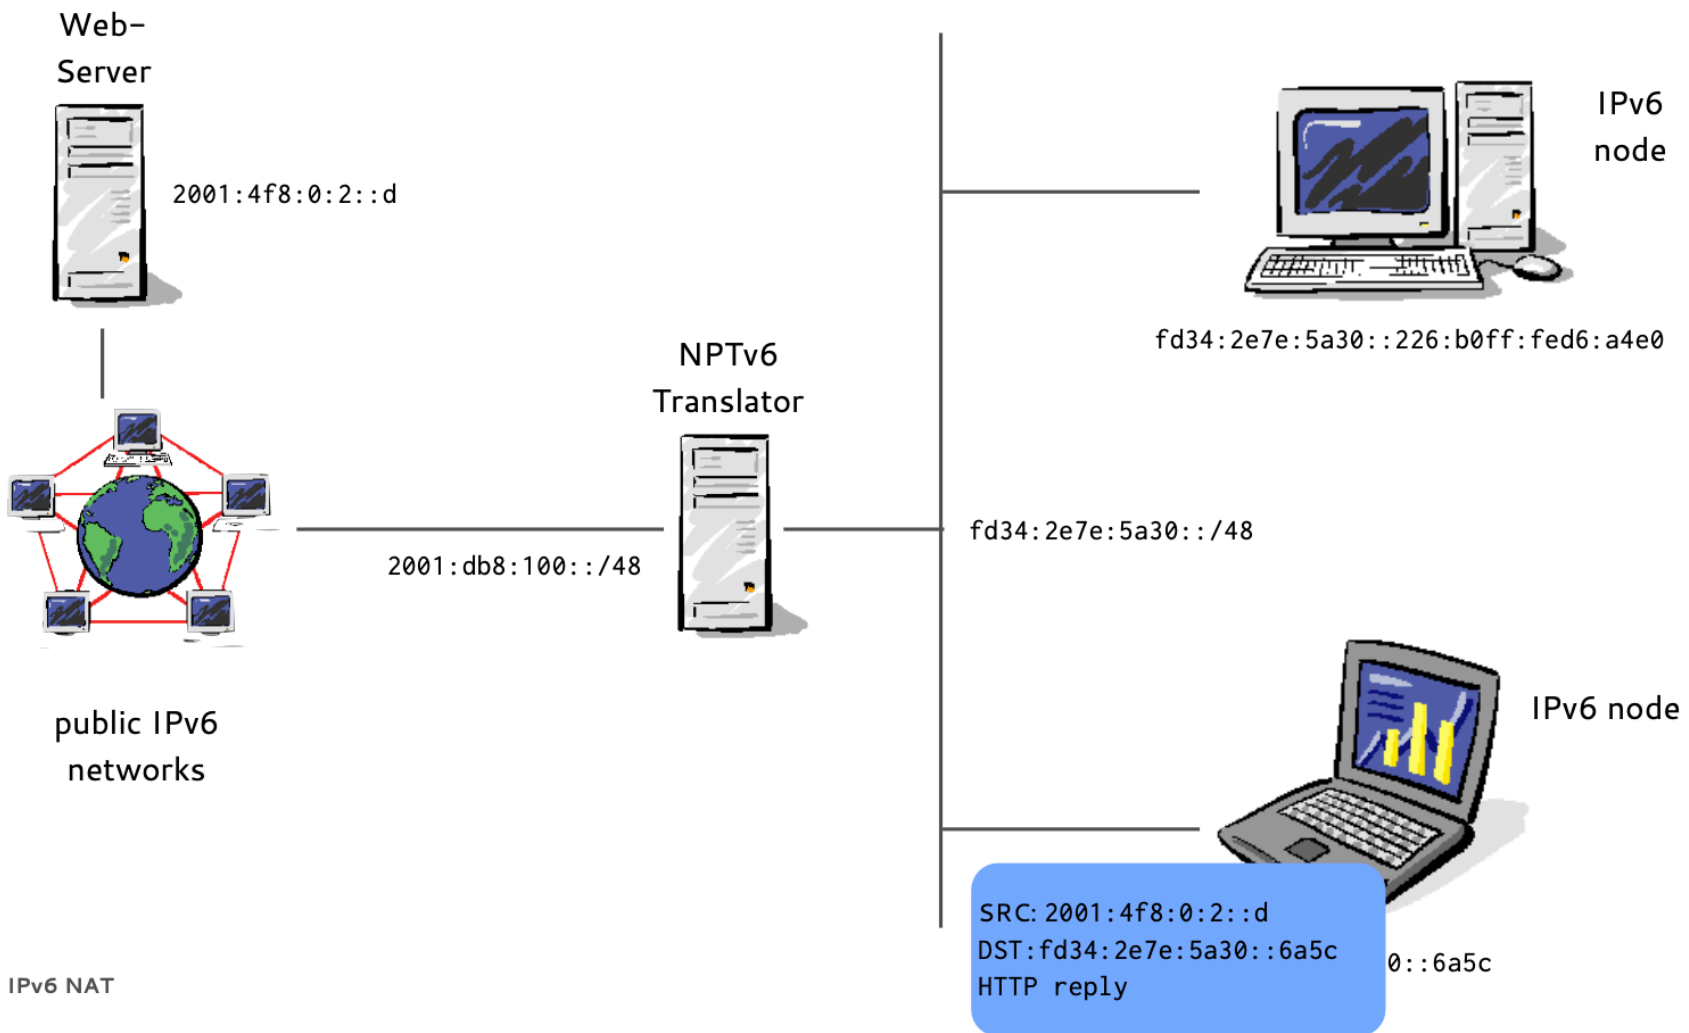 Web-
Server
2001:4f8:0:2::d
IPv6
node
fd34:2e7e:5a30::226:b0ff:fed6:a4e0
NPTv6
Translator
2001:db8:100::/48
fd34:2e7e:5a30::/48
public IPv6
networks
IPv6 node
SRC: 2001:4f8:0:2::d
DST:fd34:2e7e:5a30::6a5c
HTTP reply
0::6a5c
IPv6 NAT